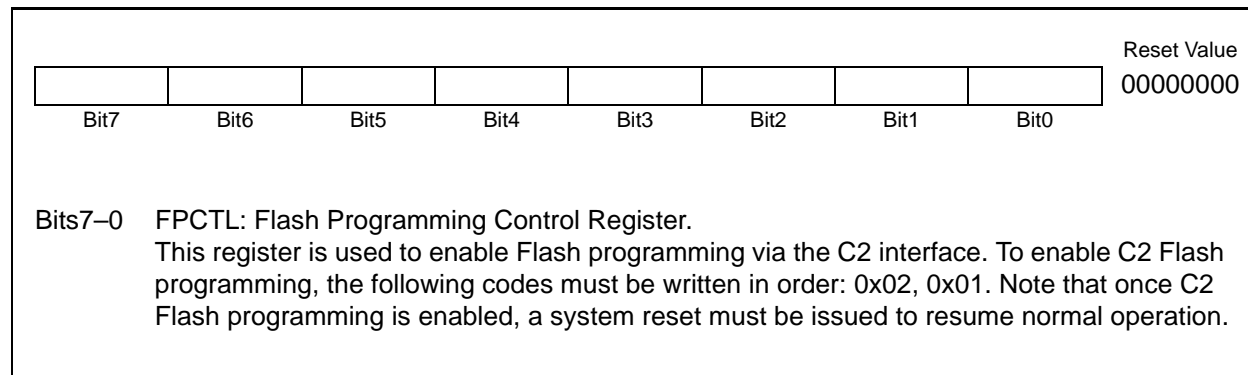 Reset Value
00000000
Bit7 Bit6 Bit5 Bit4 Bit3 Bit2 Bit1 Bit0
Bits7–0 FPCTL: Flash Programming Control Register.
This register is used to enable Flash programming via the C2 interface. To enable C2 Flash
programming, the following codes must be written in order: 0x02, 0x01. Note that once C2
Flash programming is enabled, a system reset must be issued to resume normal operation.